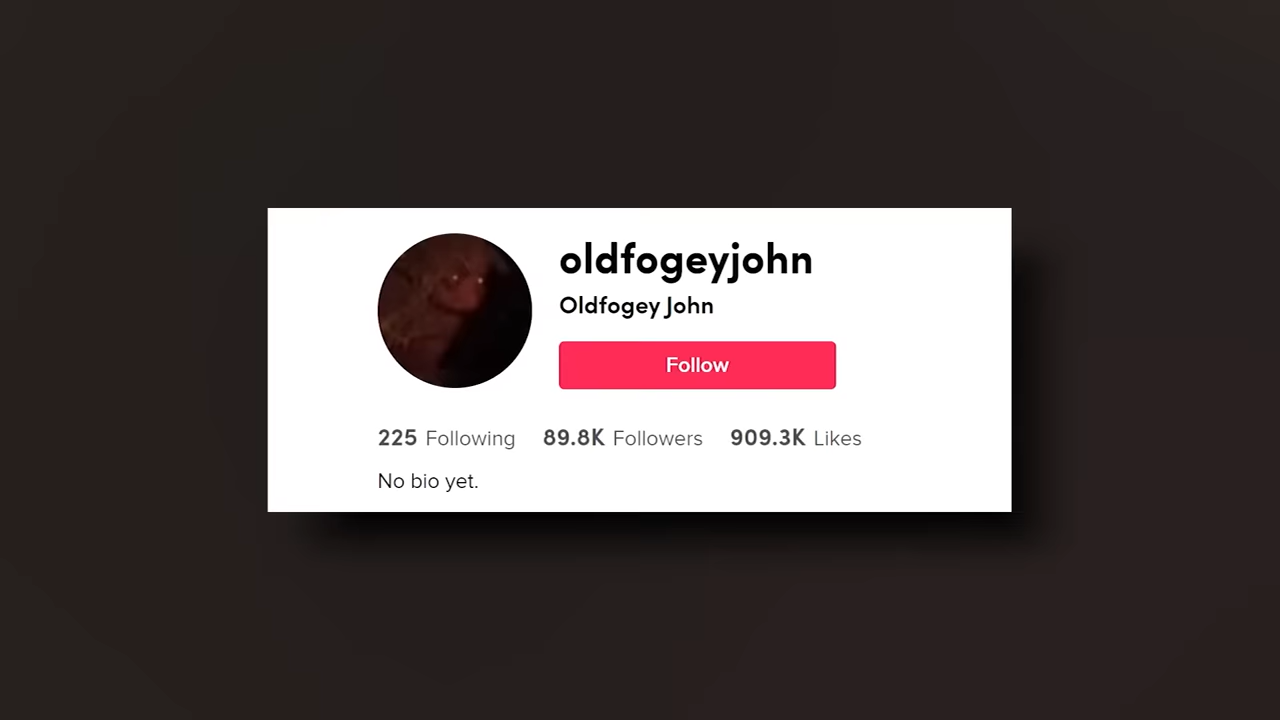 oldfogeyjohn
Oldfogey John
Follow
225 Following 89.8K Followers 909.3K Likes
No bio yet.